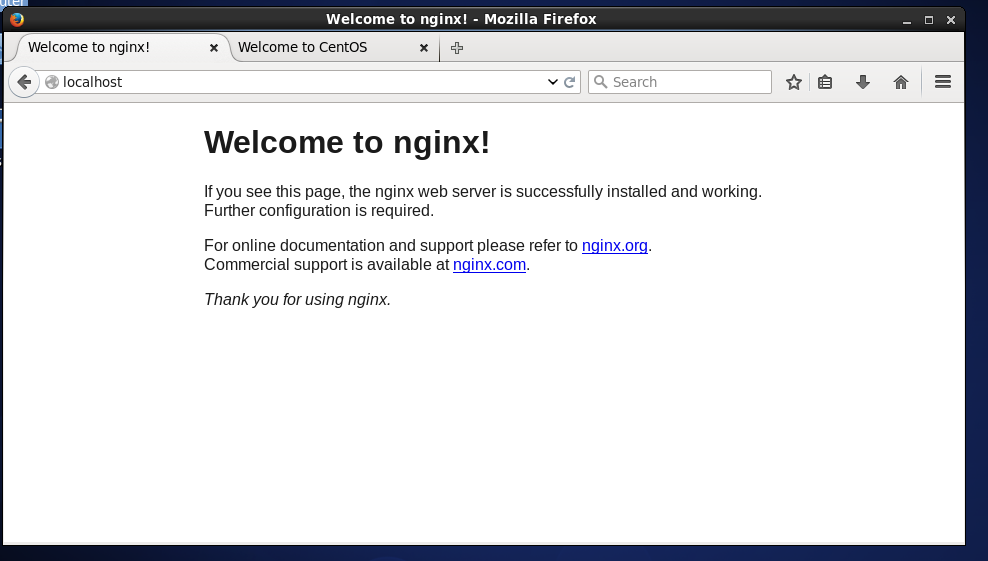 Welcome to nginx! - Mozilla Firefox
Welcome to nginx!
Welcome to CentOS
localhost
Search
Welcome to nginx!
If you see this page, the nginx web server is successfully installed and working.
Further configuration is required.
For online documentation and support please refer to nginx.org.
Commercial support is available at nginx.com.
Thank you for using nginx.